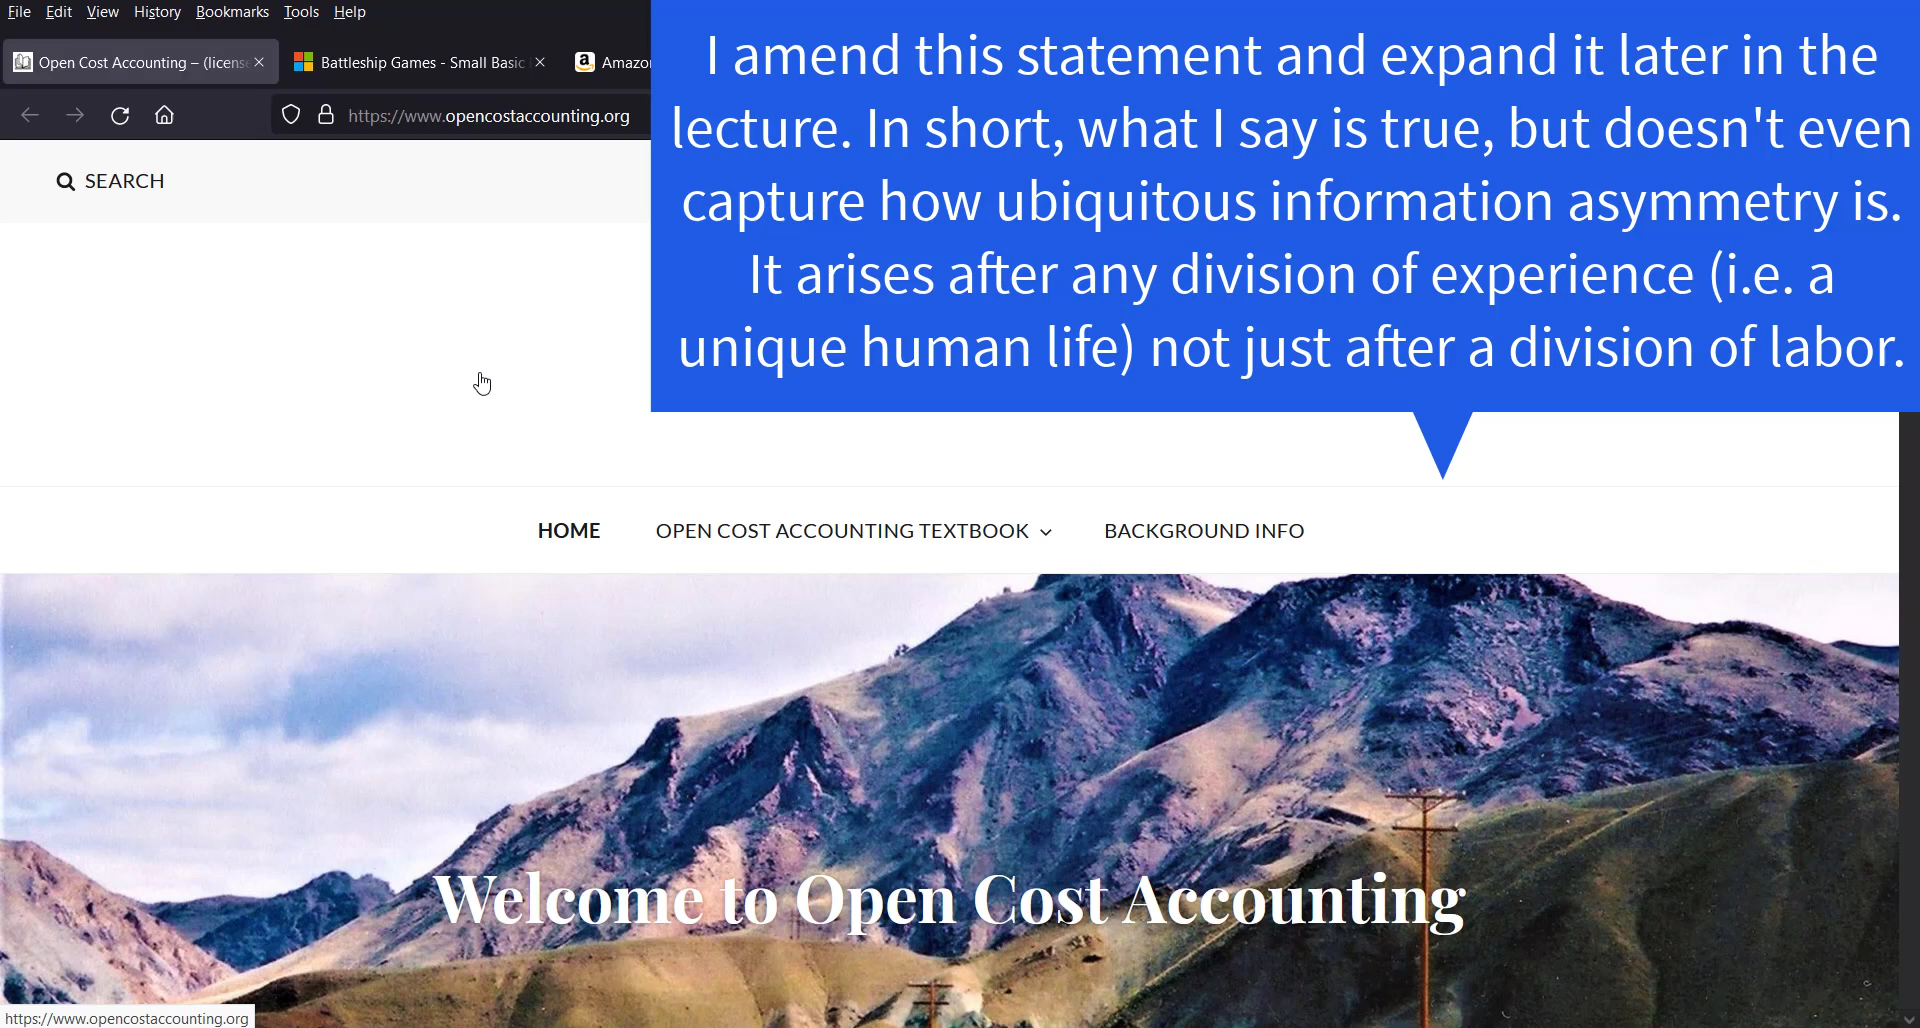 File Edit View History Bookmarks Tools Help
Open Cost Accounting – (license
Battleship Games - Small Basic
Amazo
https://www.opencostaccounting.org
SEARCH
I amend this statement and expand it later in the
lecture. In short, what I say is true, but doesn't even
capture how ubiquitous information asymmetry is.
It arises after any division of experience (i.e. a
unique human life) not just after a division of labor.
HOME
OPEN COST ACCOUNTING TEXTBOOK
BACKGROUND INFO
Welcome to Open Cost Accounting
https://www.opencostaccounting.org